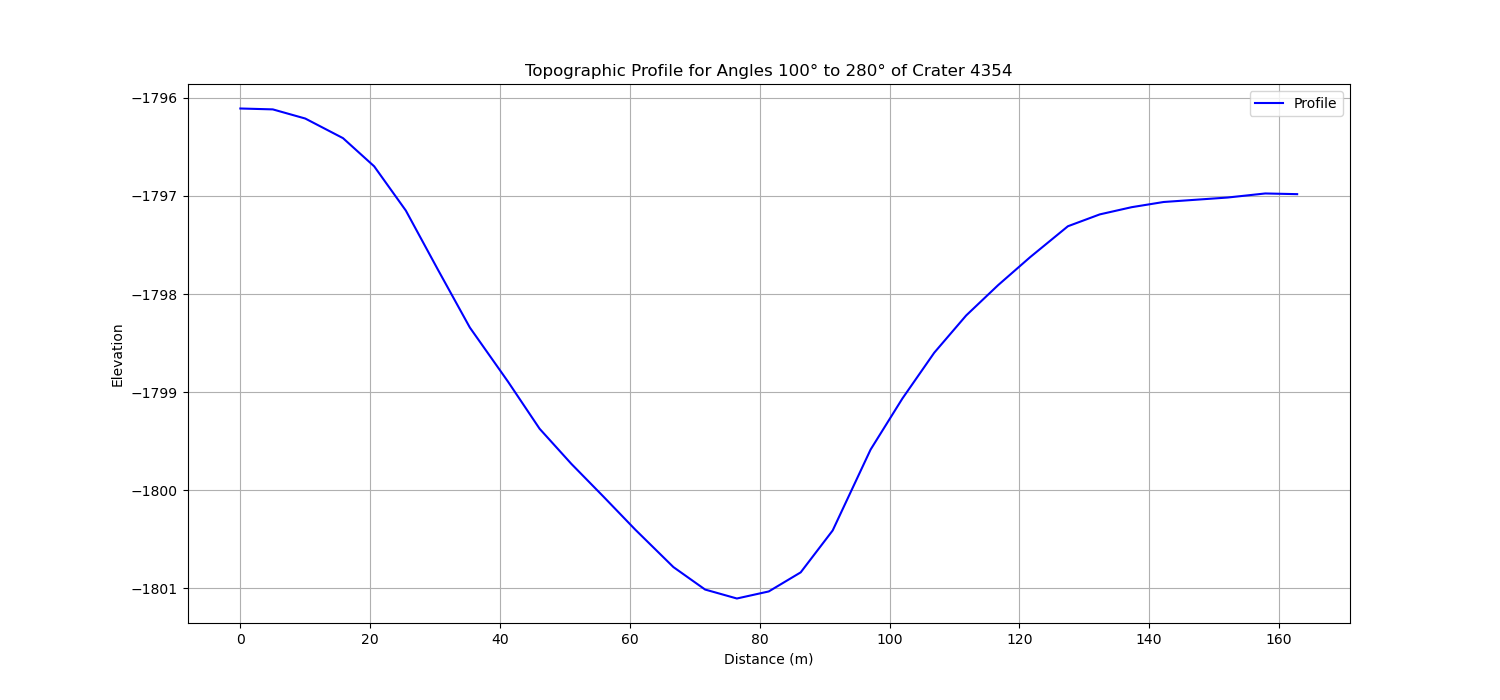 Topographic Profile for Angles 100° to 280° of Crater 4354
Profile
−1796
−1797
−1798
−1799
−1800
−1801
Elevation
0 20 40 60 80 100 120 140 160
Distance (m)